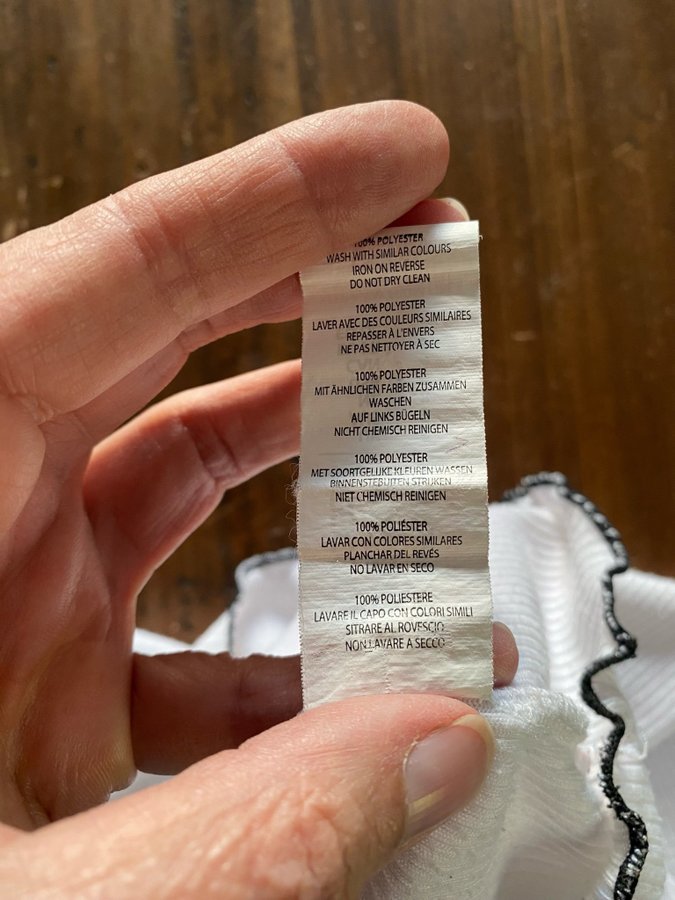 100% POLYESTER
WASH WITH SIMILAR COLOURS
IRON ON REVERSE
DO NOT DRY CLEAN
100% POLYESTER
LAVER AVEC DES COULEURS SIMILAIRES
REPASSER À L'ENVERS
NE PAS NETTOYER À SEC
100% POLYESTER
MIT ÄHNLICHEN FARBEN ZUSAMMEN
WASCHEN
AUF LINKS BÜGELN
NICHT CHEMISCH REINIGEN
100% POLYESTER
MET SOORTGELIJKE KLEUREN WASSEN
BINNENSTEBUITEN STRIJKEN
NIET CHEMISCH REINIGEN
100% POLIÉSTER
LAVAR CON COLORES SIMILARES
PLANCHAR DEL REVÉS
NO LAVAR EN SECO
100% POLIESTERE
LAVARE IL CAPO CON COLORI SIMILI
SITRARE AL ROVESCIO
NON LAVARE A SECCO